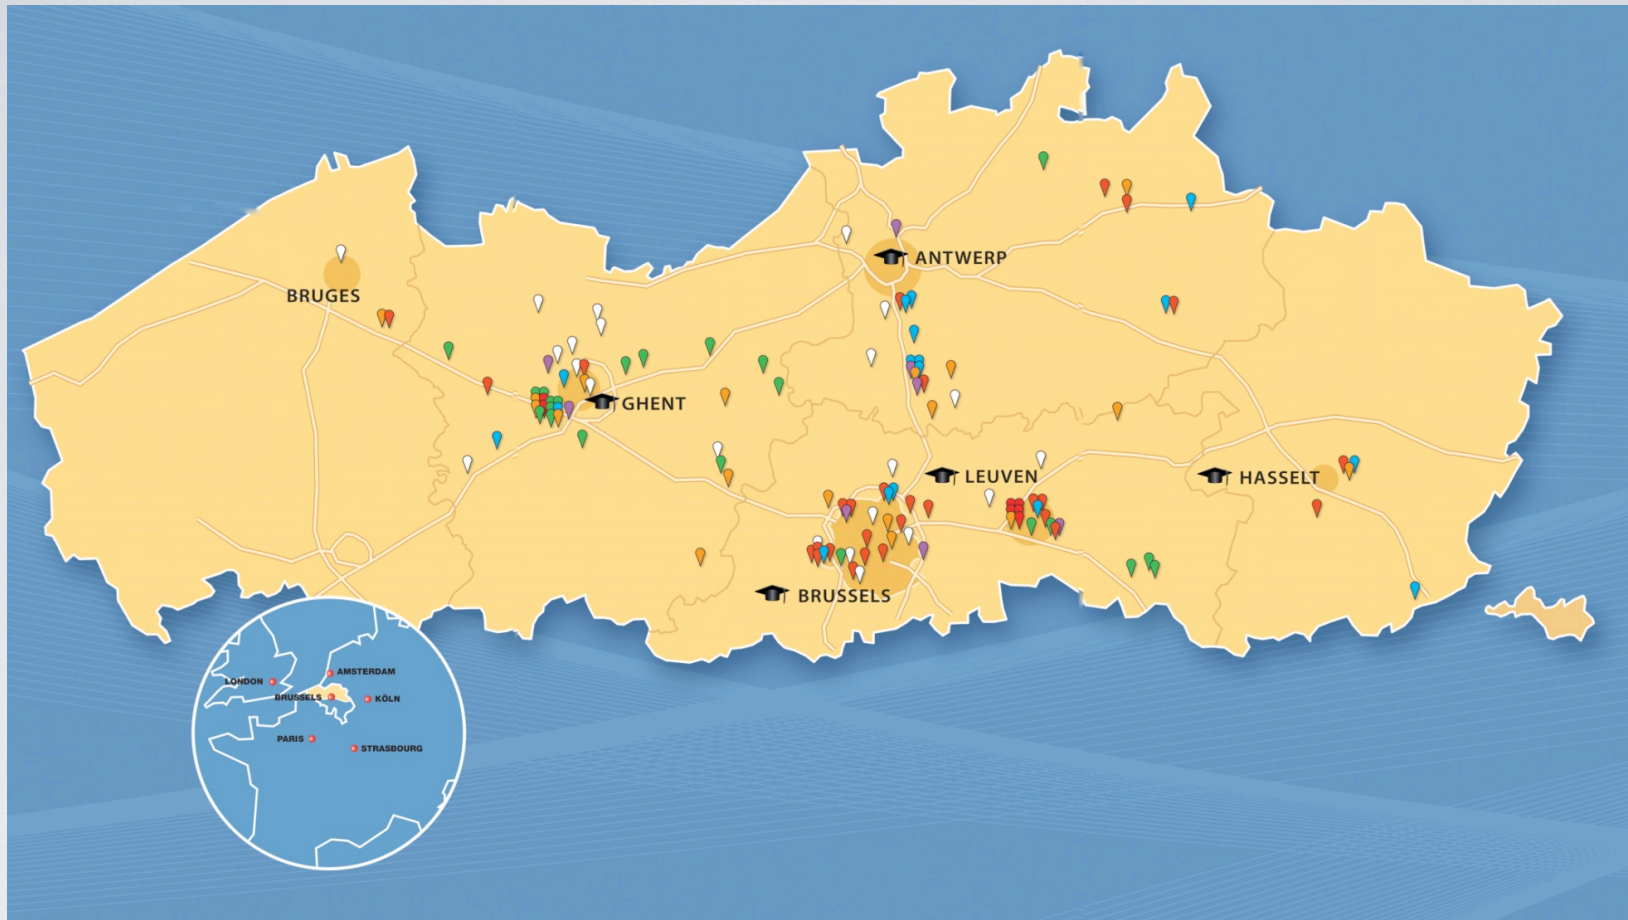 ANTWERP
BRUGES
GHENT
LEUVEN
HASSELT
BRUSSELS
AMSTERDAM
LONDON
BRUSSELS
KÖLN
PARIS
STRASBOURG